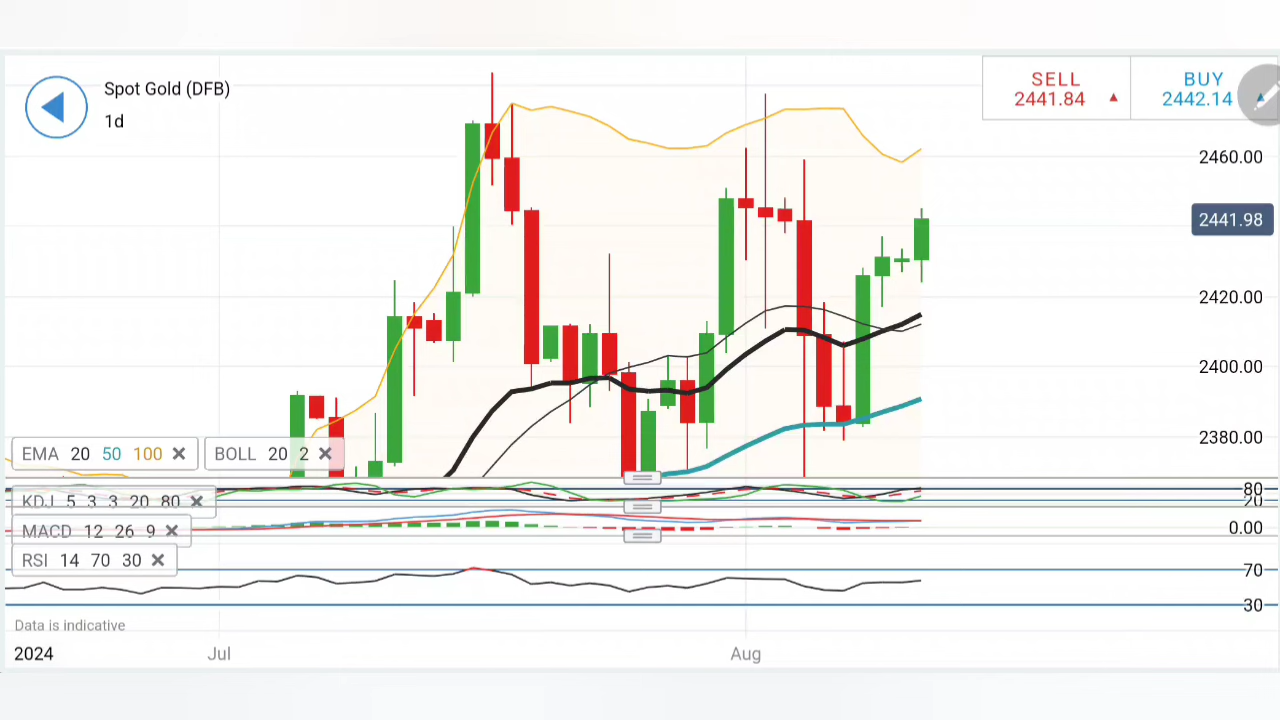 Spot Gold (DFB)
1d
SELL
2441.84
BUY
2442.14
2460.00
2441.98
2420.00
2400.00
2380.00
EMA 20 50 100
BOLL 20 2
KDJ 5 3 3 20 80
80
20
MACD 12 26 9
0.00
RSI 14 70 30
70
30
Data is indicative
2024
Jul
Aug